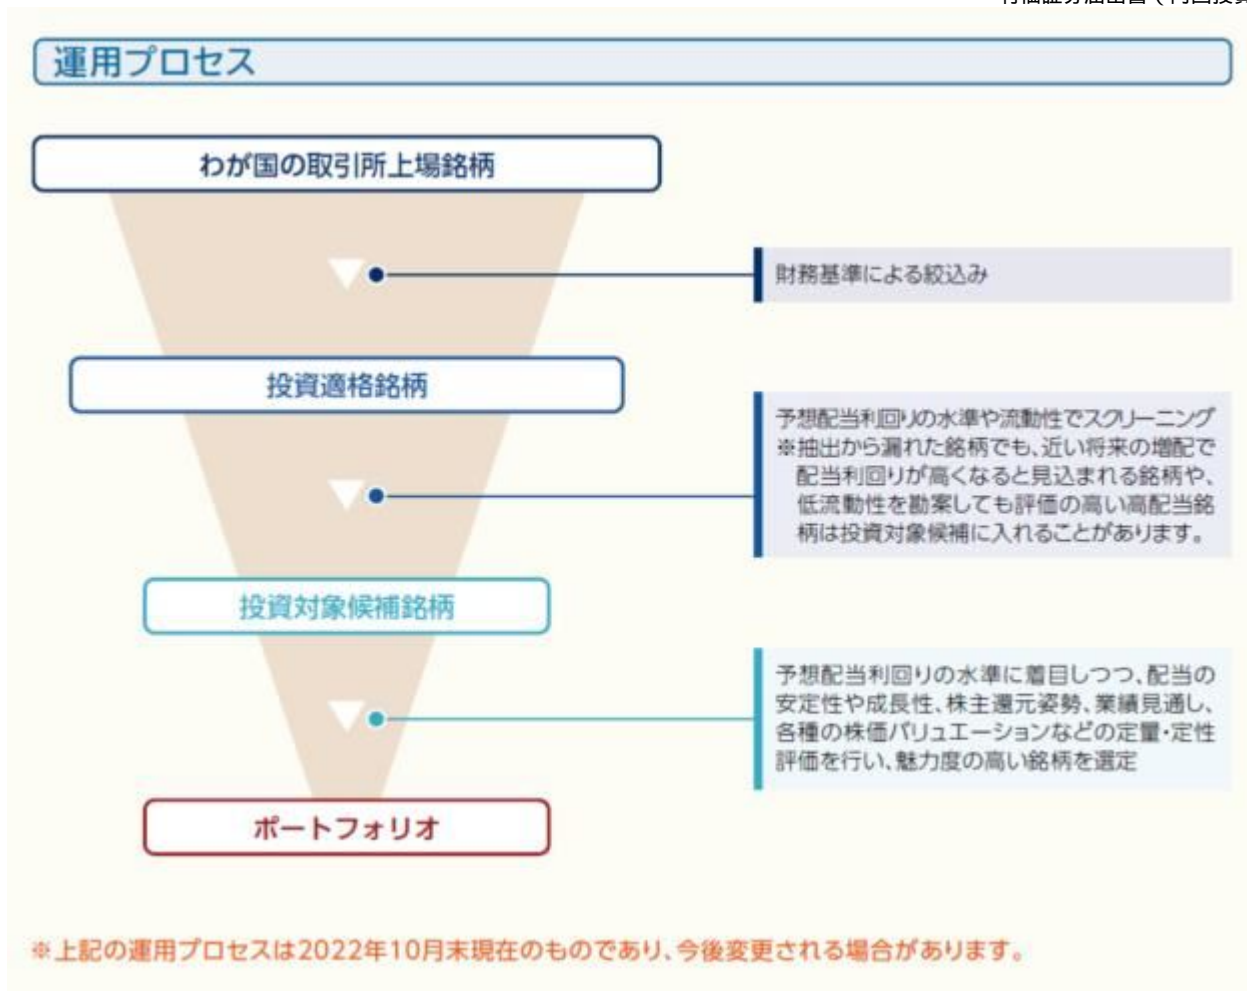 運用プロセス
わが国の取引所上場銘柄
財務基準による絞込み
投資適格銘柄
予想配当利回りの水準や流動性でスクリーニング
※抽出から漏れた銘柄でも、近い将来の増配で
配当利回りが高くなると見込まれる銘柄や、
低流動性を勘案しても評価の高い高配当銘
柄は投資対象候補に入れることがあります。
投資対象候補銘柄
予想配当利回りの水準に着目しつつ、配当の
安定性や成長性、株主還元姿勢、業績見通し、
各種の株価バリュエーションなどの定量・定性
評価を行い、魅力度の高い銘柄を選定
ポートフォリオ
※上記の運用プロセスは2022年10月末現在のものであり、今後変更される場合があります。